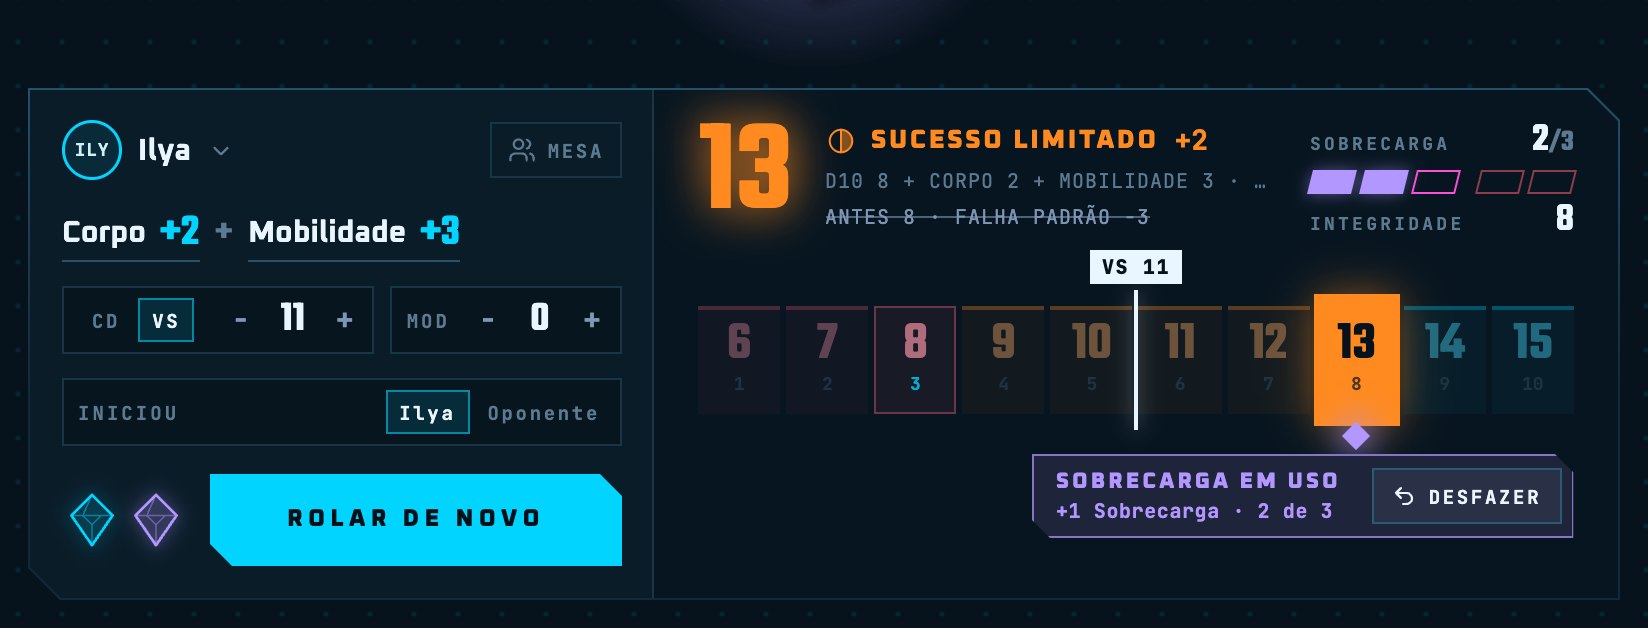 ILY Ilya MESA
Corpo +2 + Mobilidade +3
CD VS - 11 + MOD - 0 +
INICIOU Ilya Oponente
ROLAR DE NOVO
13
SUCESSO LIMITADO +2
D10 8 + CORPO 2 + MOBILIDADE 3 · …
ANTES 8 · FALHA PADRÃO -3
SOBRECARGA 2/3
INTEGRIDADE 8
VS 11
6 7 8 9 10 11 12 13 14 15
1 2 3 4 5 6 7 8 9 10
SOBRECARGA EM USO
+1 Sobrecarga · 2 de 3
DESFAZER